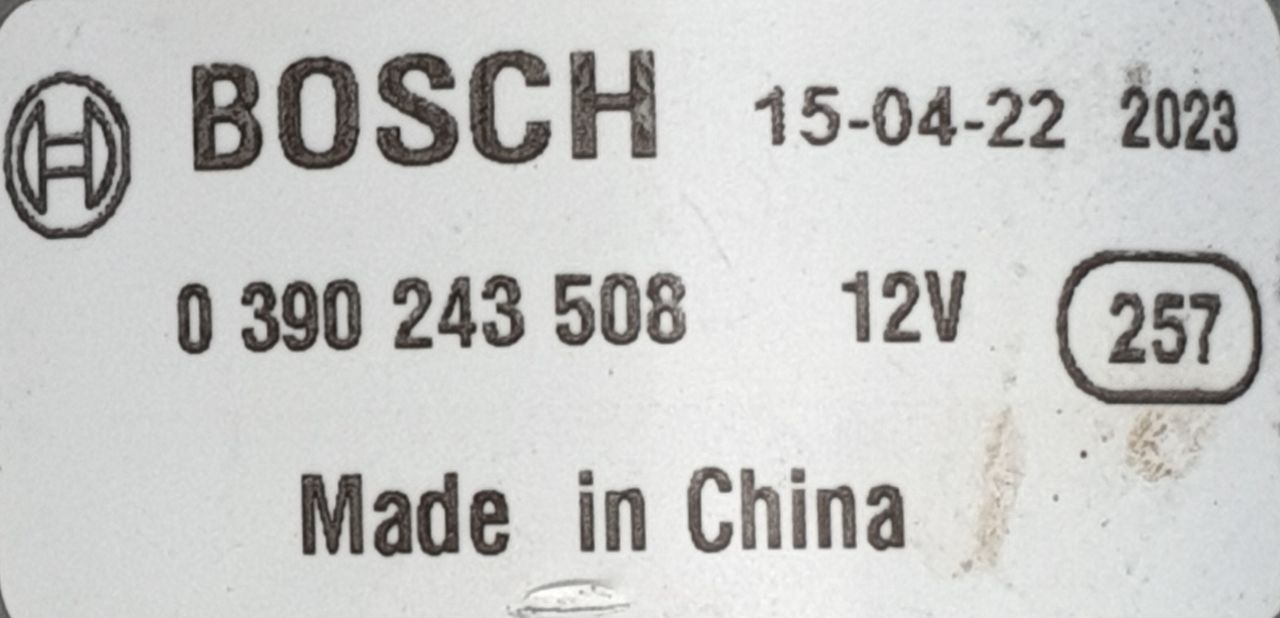 BOSCH 15-04-22 2023
0 390 243 508 12V 257
Made in China